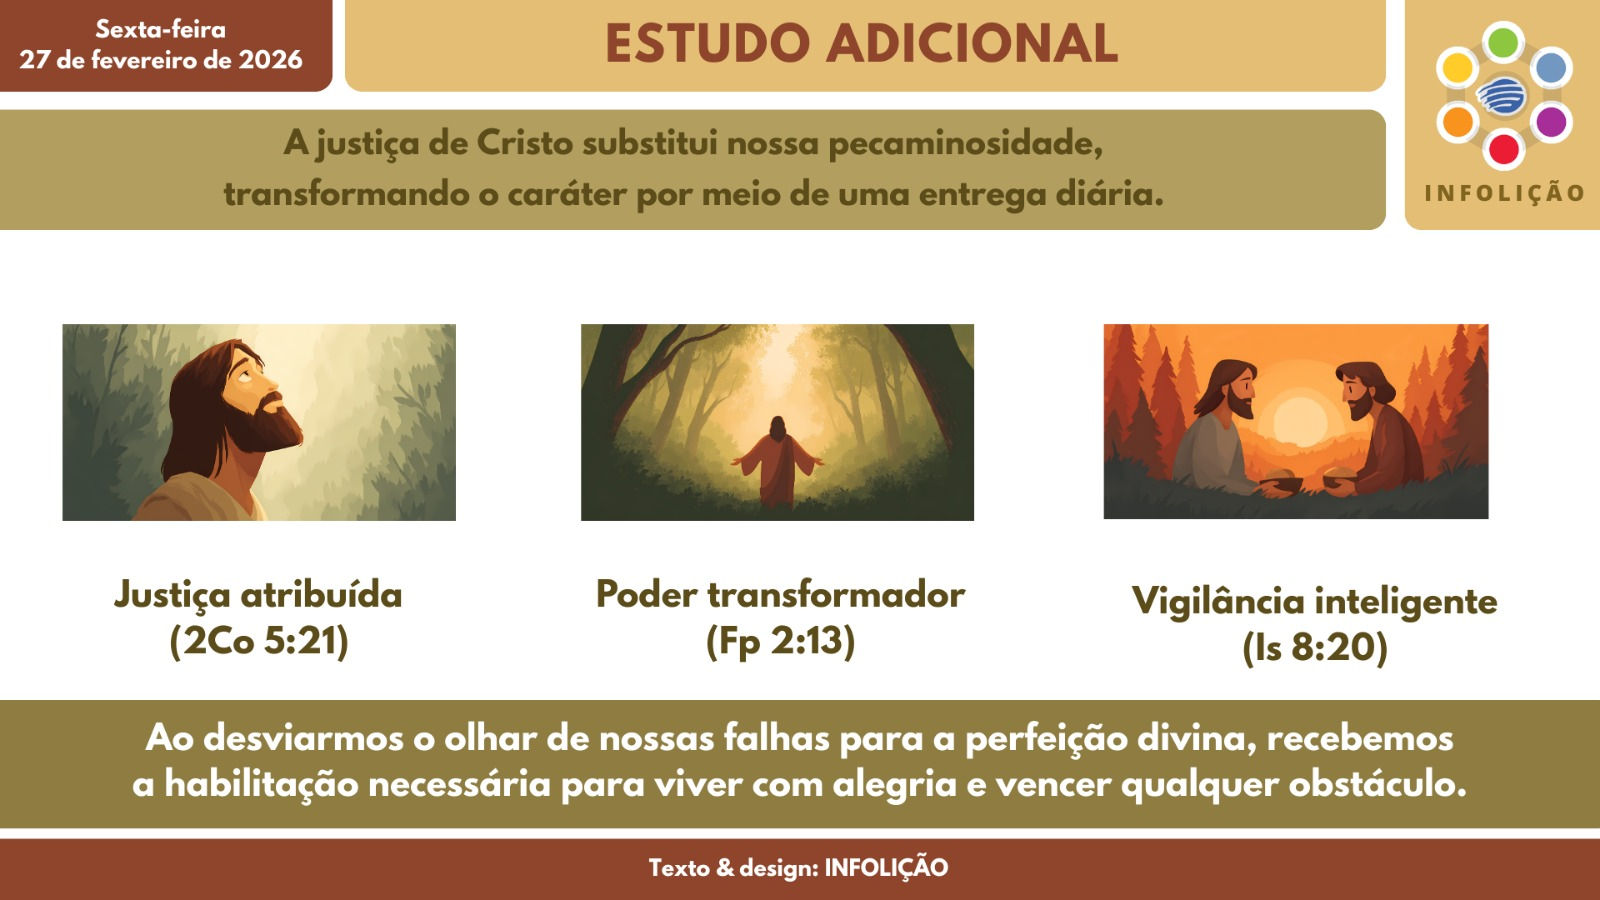 Sexta-feira
27 de fevereiro de 2026
ESTUDO ADICIONAL
A justiça de Cristo substitui nossa pecaminosidade,
transformando o caráter por meio de uma entrega diária.
INFOLIÇÃO
Justiça atribuída
(2Co 5:21)
Poder transformador
(Fp 2:13)
Vigilância inteligente
(Is 8:20)
Ao desviarmos o olhar de nossas falhas para a perfeição divina, recebemos
a habilitação necessária para viver com alegria e vencer qualquer obstáculo.
Texto & design: INFOLIÇÃO